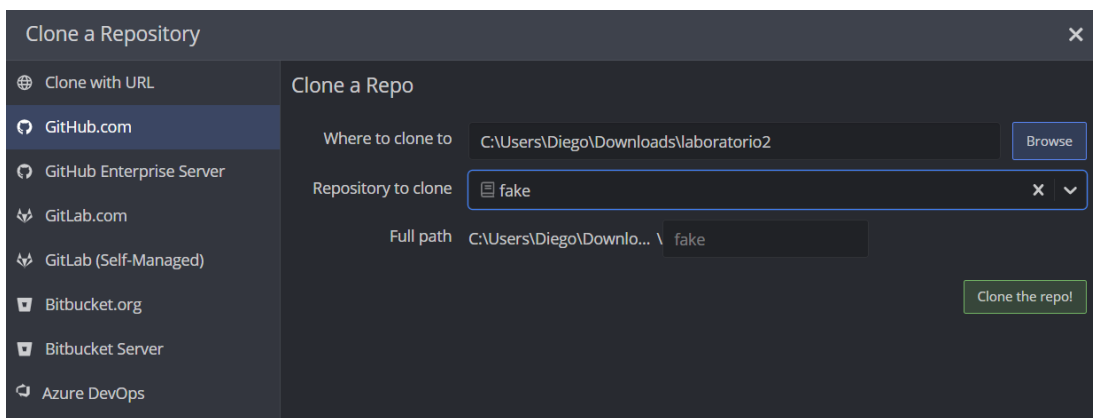 Clone a Repository
Clone with URL
GitHub.com
GitHub Enterprise Server
GitLab.com
GitLab (Self-Managed)
Bitbucket.org
Bitbucket Server
Azure DevOps
Clone a Repo
Where to clone to C:\Users\Diego\Downloads\laboratorio2 Browse
Repository to clone fake
Full path C:\Users\Diego\Downlo... \ fake
Clone the repo!